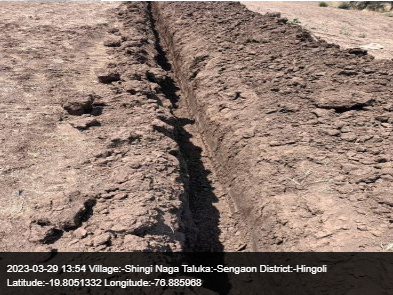 2023-03-29 13:54 Village:-Shingi Naga Taluka:-Sengaon District:-Hingoli
Latitude:-19.8051332 Longitude:-76.885968